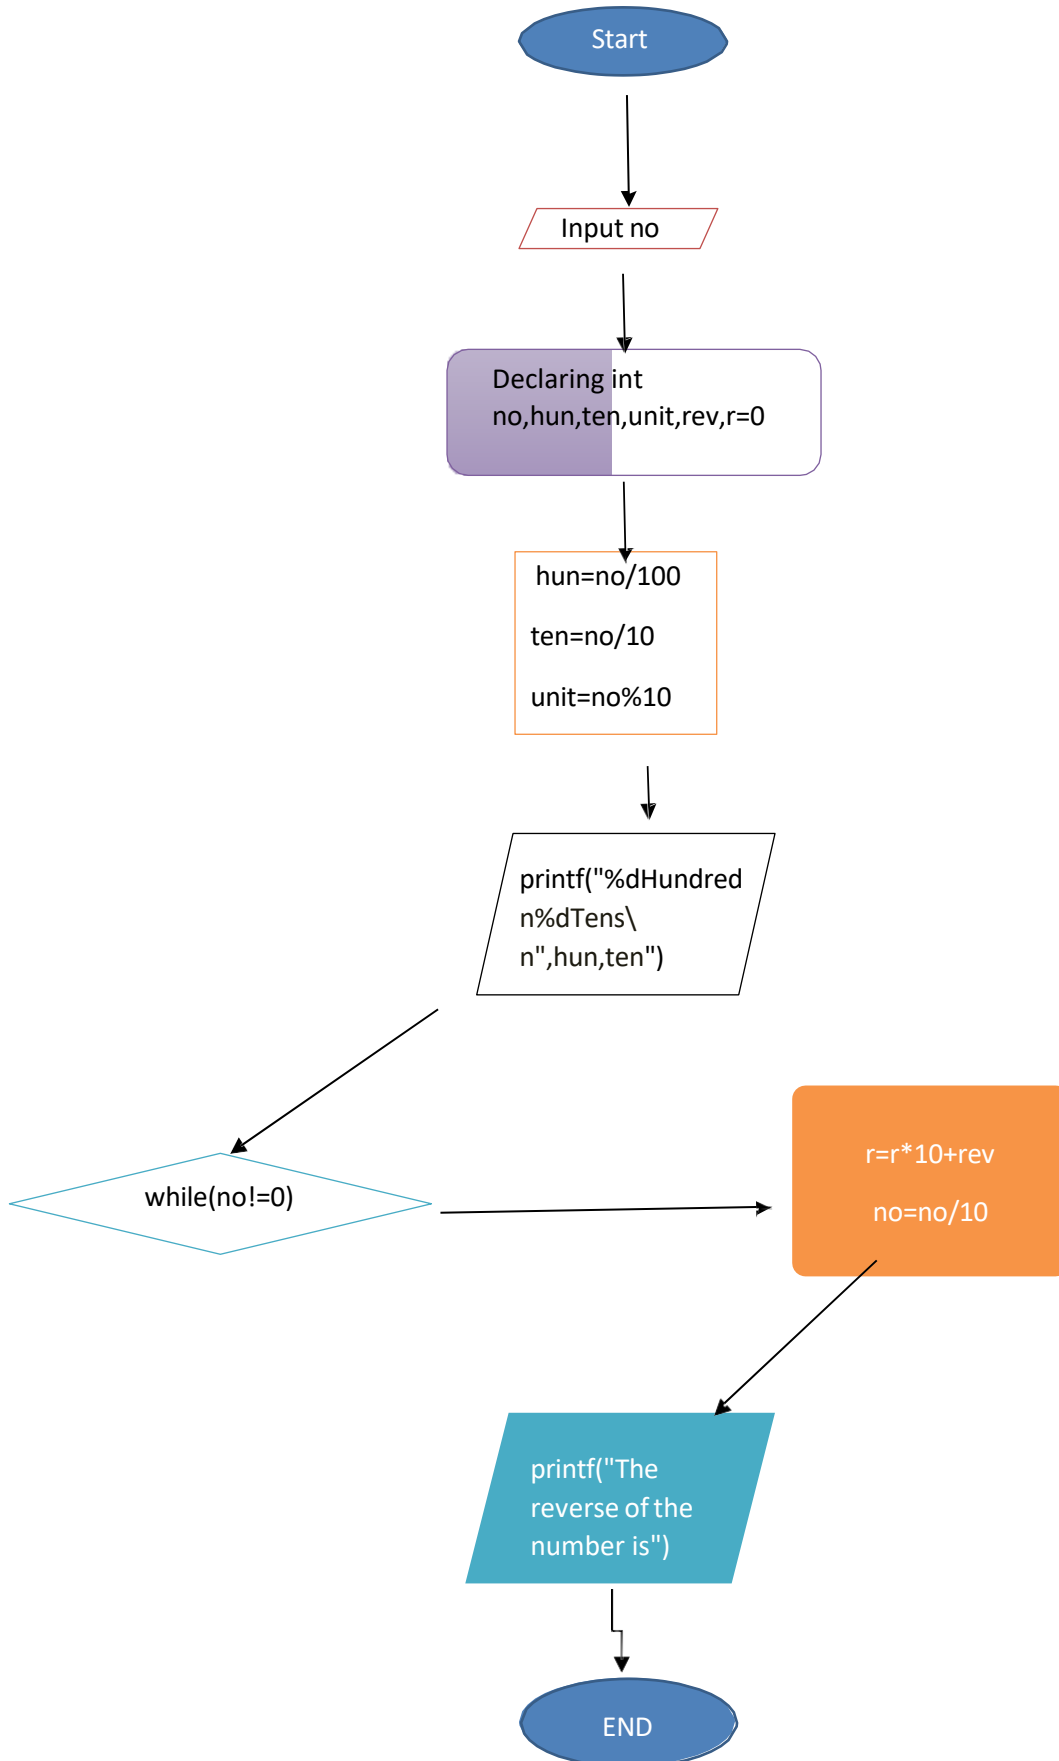 Start
Input no
Declaring int
no,hun,ten,unit,rev,r=0
hun=no/100
ten=no/10
unit=no%10
printf("%dHundred
n%dTens\
n",hun,ten")
while(no!=0)
r=r*10+rev
no=no/10
printf("The
reverse of the
number is")
END